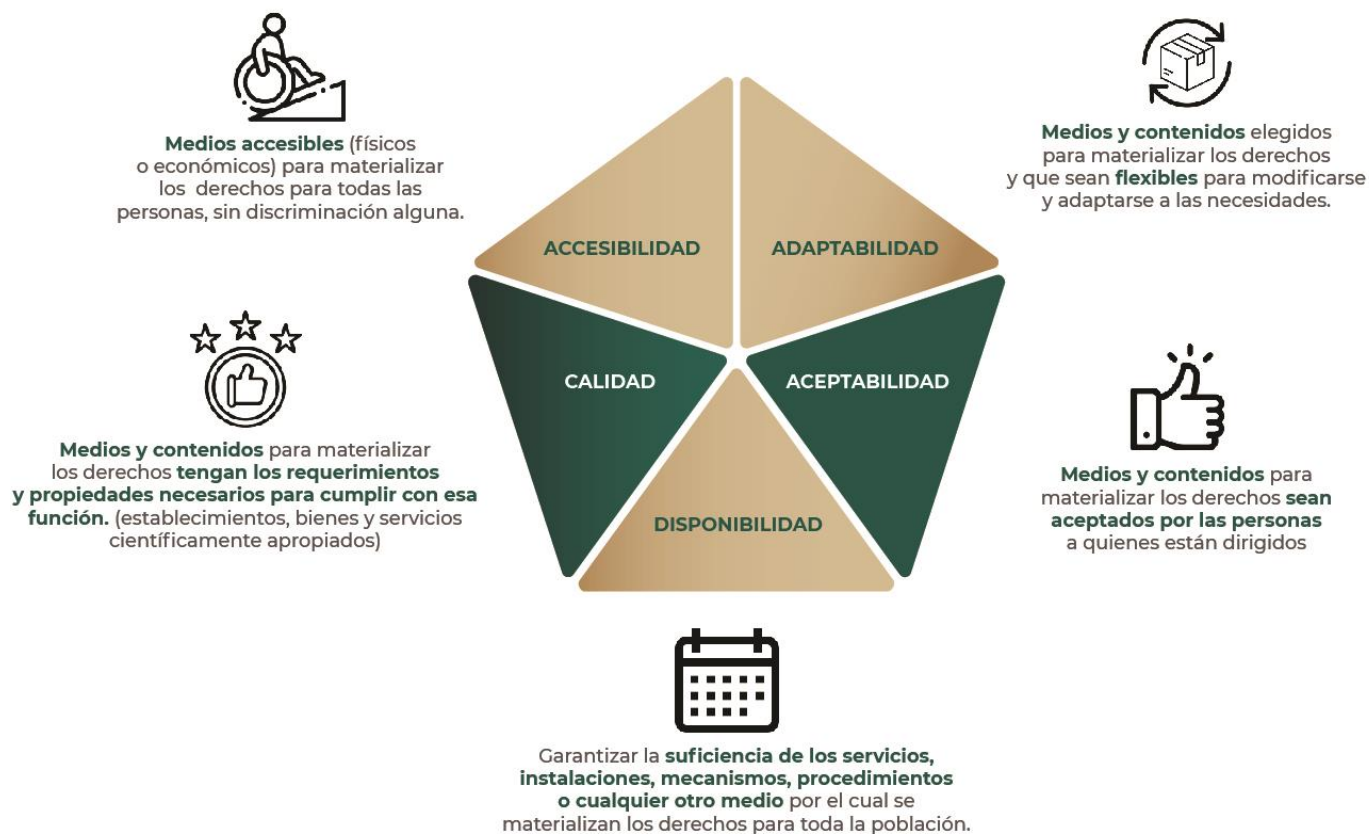 Medios accesibles (físicos
o económicos) para materializar
los derechos para todas las
personas, sin discriminación alguna.
Medios y contenidos elegidos
para materializar los derechos
y que sean flexibles para modificarse
y adaptarse a las necesidades.
ACCESIBILIDAD
ADAPTABILIDAD
CALIDAD
ACEPTABILIDAD
DISPONIBILIDAD
Medios y contenidos para materializar
los derechos tengan los requerimientos
y propiedades necesarios para cumplir con esa
función. (establecimientos, bienes y servicios
científicamente apropiados)
Medios y contenidos para
materializar los derechos sean
aceptados por las personas
a quienes están dirigidos
Garantizar la suficiencia de los servicios,
instalaciones, mecanismos, procedimientos
o cualquier otro medio por el cual se
materializan los derechos para toda la población.